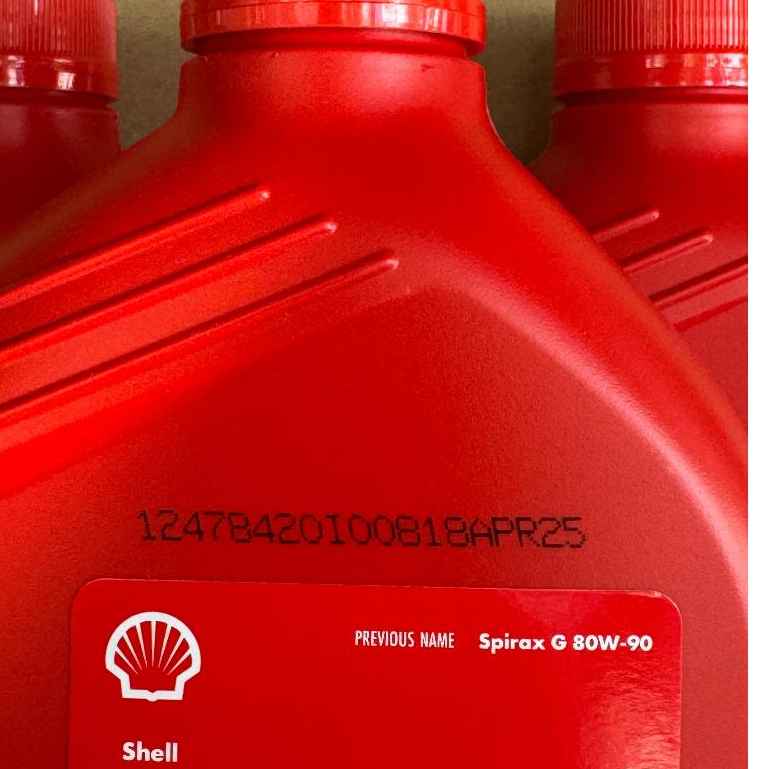 12478420I00818APR25
PREVIOUS NAME Spirax G 80W-90
Shell